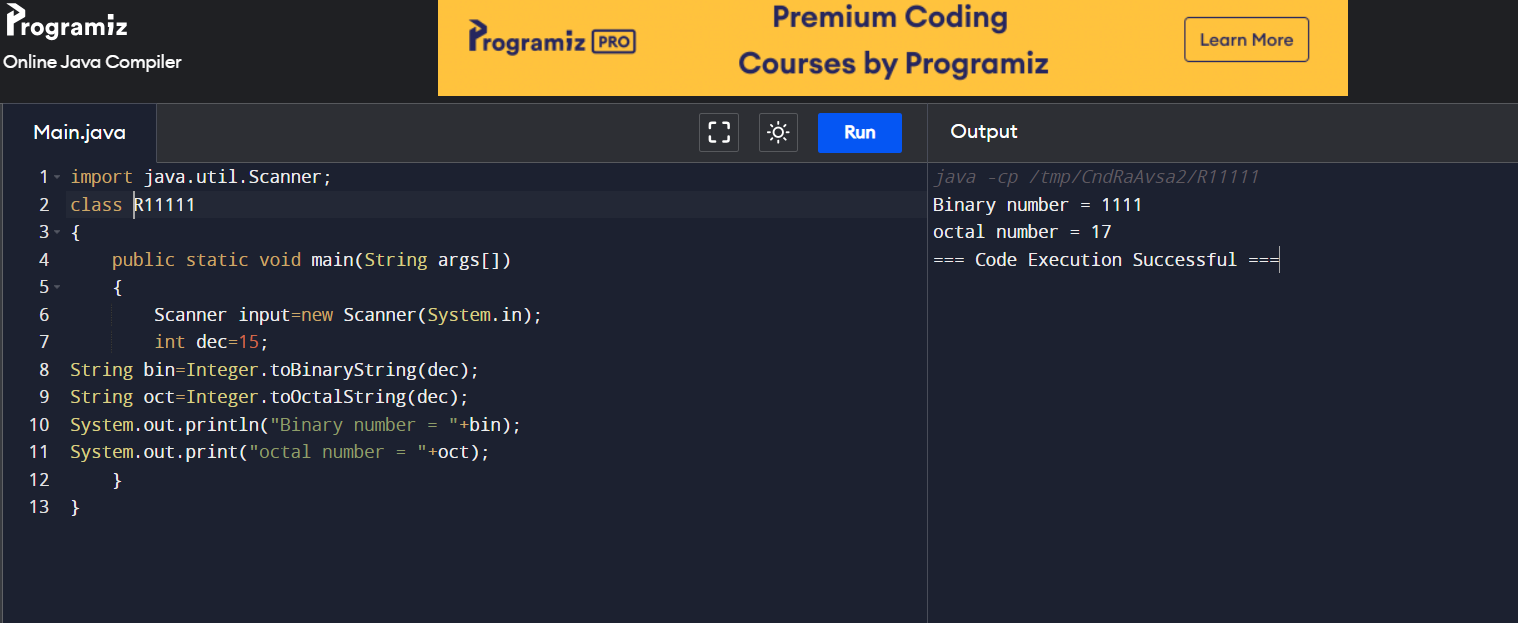 Programiz
Online Java Compiler
Programiz PRO
Premium Coding
Courses by Programiz
Learn More
Main.java
Run
Output
1 import java.util.Scanner;
2 class R11111
3 {
4     public static void main(String args[])
5     {
6         Scanner input=new Scanner(System.in);
7         int dec=15;
8 String bin=Integer.toBinaryString(dec);
9 String oct=Integer.toOctalString(dec);
10 System.out.println("Binary number = "+bin);
11 System.out.print("octal number = "+oct);
12     }
13 }
java -cp /tmp/CndRaAvsa2/R11111
Binary number = 1111
octal number = 17
=== Code Execution Successful ===